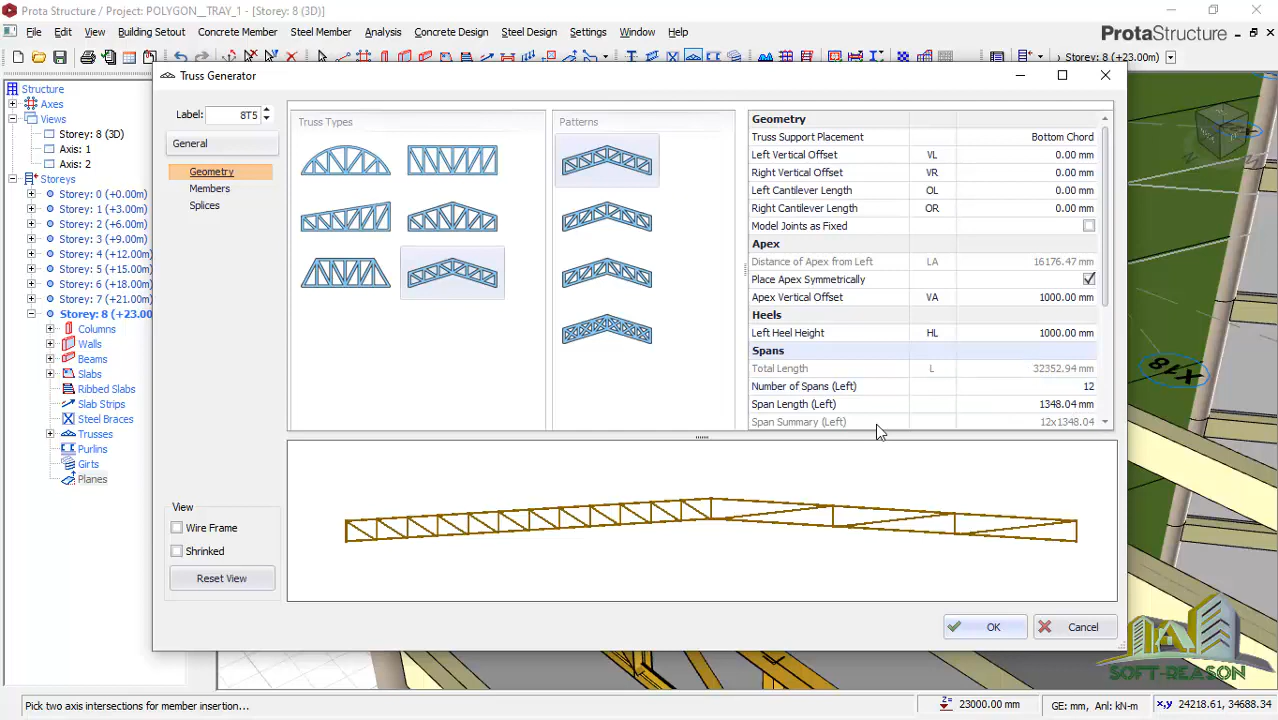 Prota Structure / Project: POLYGON__TRAY_1 - [Storey: 8 (3D)]
File Edit View Building Setout Concrete Member Steel Member Analysis Concrete Design Steel Design Settings Window Help
ProtaStructure
Storey: 8 (+23.00m)
Structure
Axes
Views
Storey: 8 (3D)
Axis: 1
Axis: 2
Storeys
Storey: 0 (+0.00m)
Storey: 1 (+3.00m)
Storey: 2 (+6.00m)
Storey: 3 (+9.00m)
Storey: 4 (+12.00m)
Storey: 5 (+15.00m)
Storey: 6 (+18.00m)
Storey: 7 (+21.00m)
Storey: 8 (+23.00
Columns
Walls
Beams
Slabs
Ribbed Slabs
Slab Strips
Steel Braces
Trusses
Purlins
Girts
Planes
Truss Generator
Label: 8T5
General
Geometry
Members
Splices
View
Wire Frame
Shrinked
Reset View
Truss Types
Patterns
Geometry
Truss Support Placement Bottom Chord
Left Vertical Offset VL 0.00 mm
Right Vertical Offset VR 0.00 mm
Left Cantilever Length OL 0.00 mm
Right Cantilever Length OR 0.00 mm
Model Joints as Fixed
Apex
Distance of Apex from Left LA 16176.47 mm
Place Apex Symmetrically
Apex Vertical Offset VA 1000.00 mm
Heels
Left Heel Height HL 1000.00 mm
Spans
Total Length L 32352.94 mm
Number of Spans (Left) 12
Span Length (Left) 1348.04 mm
Span Summary (Left) 12x1348.04
OK Cancel
X18
SOFT-REASON
Pick two axis intersections for member insertion...
Z= 23000.00 mm
GE: mm, Anl: kN-m
x,y 24218.61, 34688.34